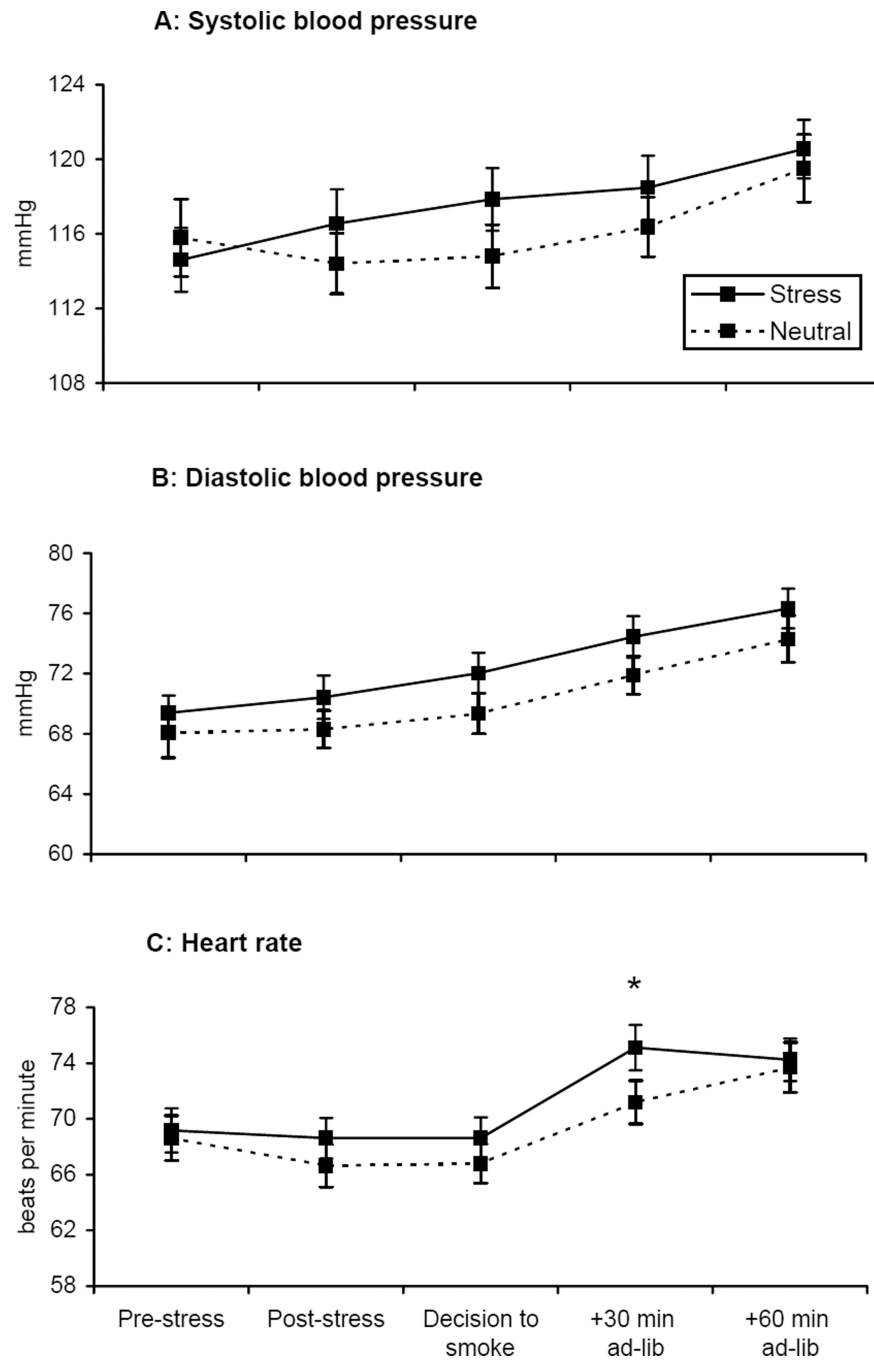 A: Systolic blood pressure
124
120
116
112
108
mmHg
Stress
Neutral
B: Diastolic blood pressure
80
76
72
68
64
60
mmHg
C: Heart rate
*
78
74
70
66
62
58
beats per minute
Pre-stress Post-stress Decision to +30 min +60 min
smoke ad-lib ad-lib